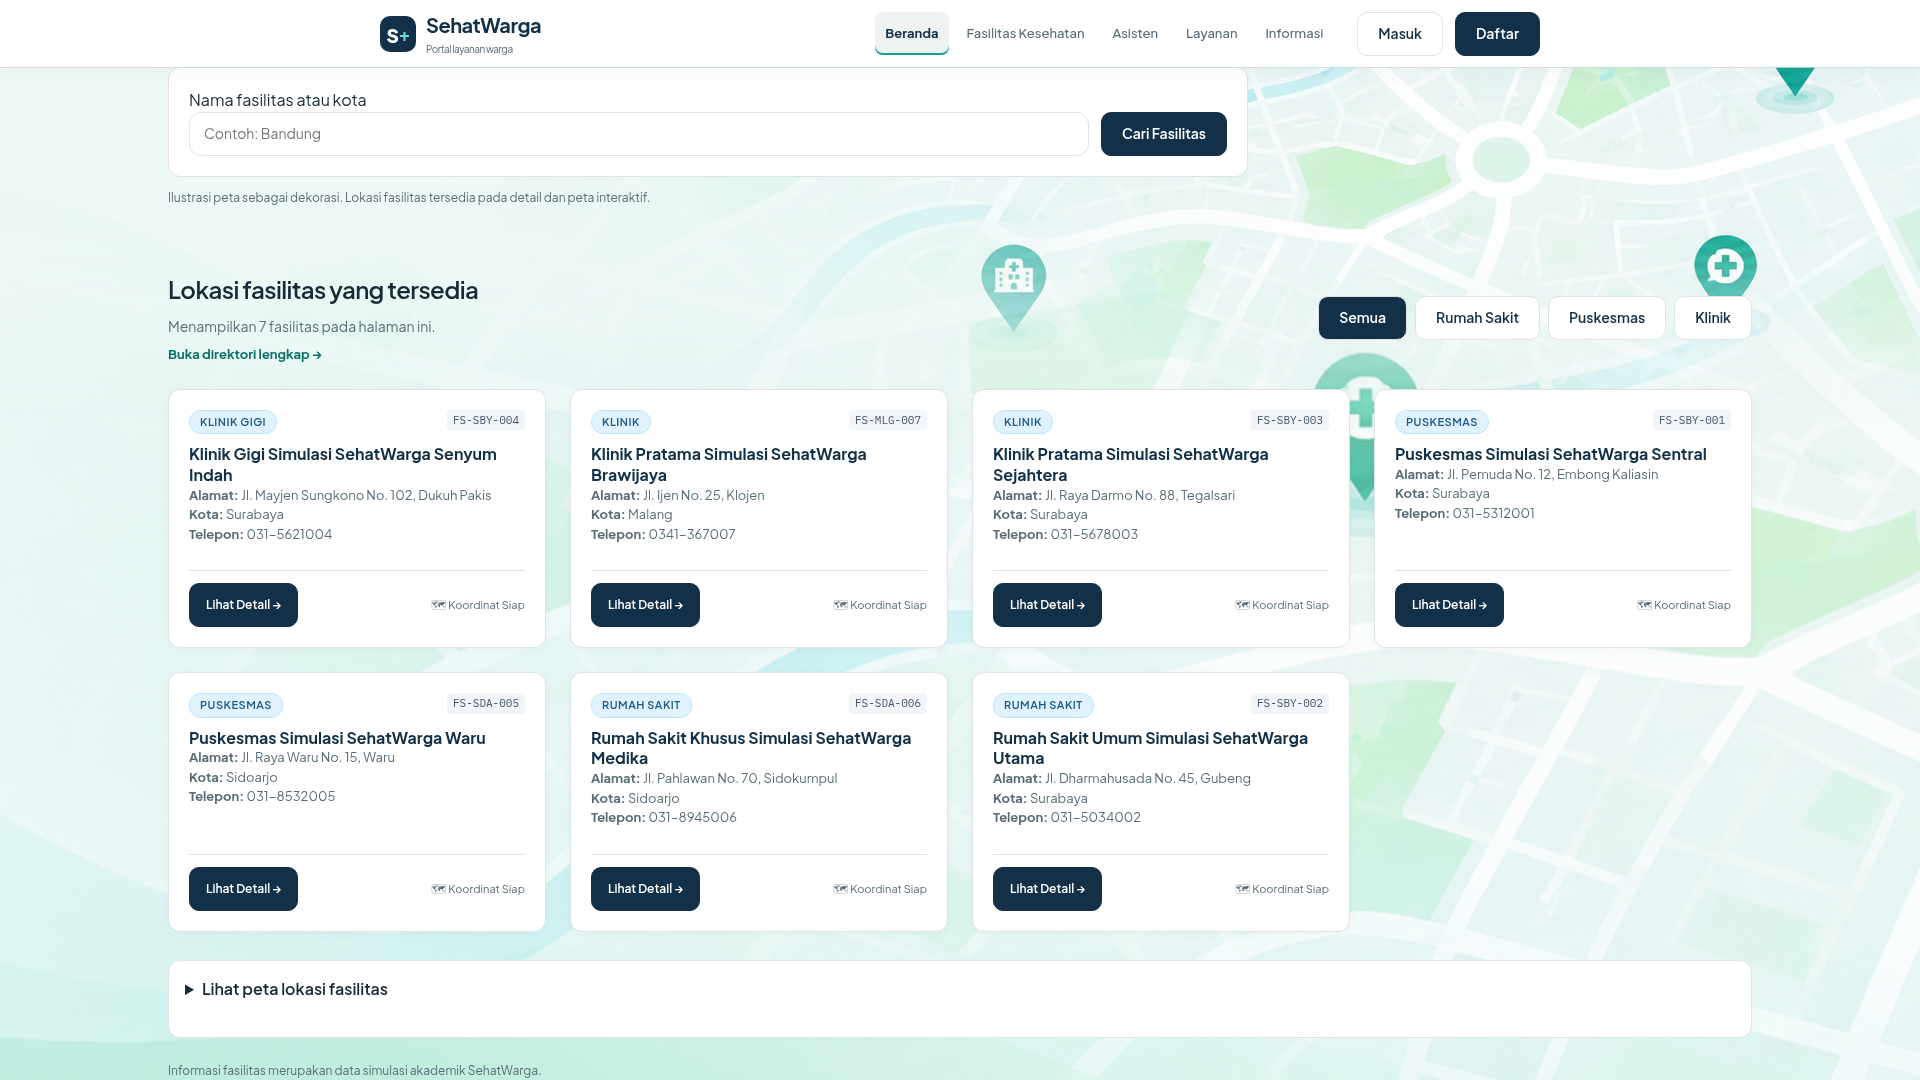 S+
SehatWarga
Portal layanan warga
Beranda
Fasilitas Kesehatan
Asisten
Layanan
Informasi
Masuk
Daftar
Nama fasilitas atau kota
Contoh: Bandung
Cari Fasilitas
Ilustrasi peta sebagai dekorasi. Lokasi fasilitas tersedia pada detail dan peta interaktif.
Lokasi fasilitas yang tersedia
Menampilkan 7 fasilitas pada halaman ini.
Buka direktori lengkap →
Semua
Rumah Sakit
Puskesmas
Klinik
KLINIK GIGI
FS-SBY-004
Klinik Gigi Simulasi SehatWarga Senyum
Indah
Alamat: Jl. Mayjen Sungkono No. 102, Dukuh Pakis
Kota: Surabaya
Telepon: 031-5621004
Lihat Detail →
Koordinat Siap
KLINIK
FS-MLG-007
Klinik Pratama Simulasi SehatWarga
Brawijaya
Alamat: Jl. Ijen No. 25, Klojen
Kota: Malang
Telepon: 0341-367007
Lihat Detail →
Koordinat Siap
KLINIK
FS-SBY-003
Klinik Pratama Simulasi SehatWarga
Sejahtera
Alamat: Jl. Raya Darmo No. 88, Tegalsari
Kota: Surabaya
Telepon: 031-5678003
Lihat Detail →
Koordinat Siap
PUSKESMAS
FS-SBY-001
Puskesmas Simulasi SehatWarga Sentral
Alamat: Jl. Pemuda No. 12, Embong Kaliasin
Kota: Surabaya
Telepon: 031-5312001
Lihat Detail →
Koordinat Siap
PUSKESMAS
FS-SDA-005
Puskesmas Simulasi SehatWarga Waru
Alamat: Jl. Raya Waru No. 15, Waru
Kota: Sidoarjo
Telepon: 031-8532005
Lihat Detail →
Koordinat Siap
RUMAH SAKIT
FS-SDA-006
Rumah Sakit Khusus Simulasi SehatWarga
Medika
Alamat: Jl. Pahlawan No. 70, Sidokumpul
Kota: Sidoarjo
Telepon: 031-8945006
Lihat Detail →
Koordinat Siap
RUMAH SAKIT
FS-SBY-002
Rumah Sakit Umum Simulasi SehatWarga
Utama
Alamat: Jl. Dharmahusada No. 45, Gubeng
Kota: Surabaya
Telepon: 031-5034002
Lihat Detail →
Koordinat Siap
Lihat peta lokasi fasilitas
Informasi fasilitas merupakan data simulasi akademik SehatWarga.